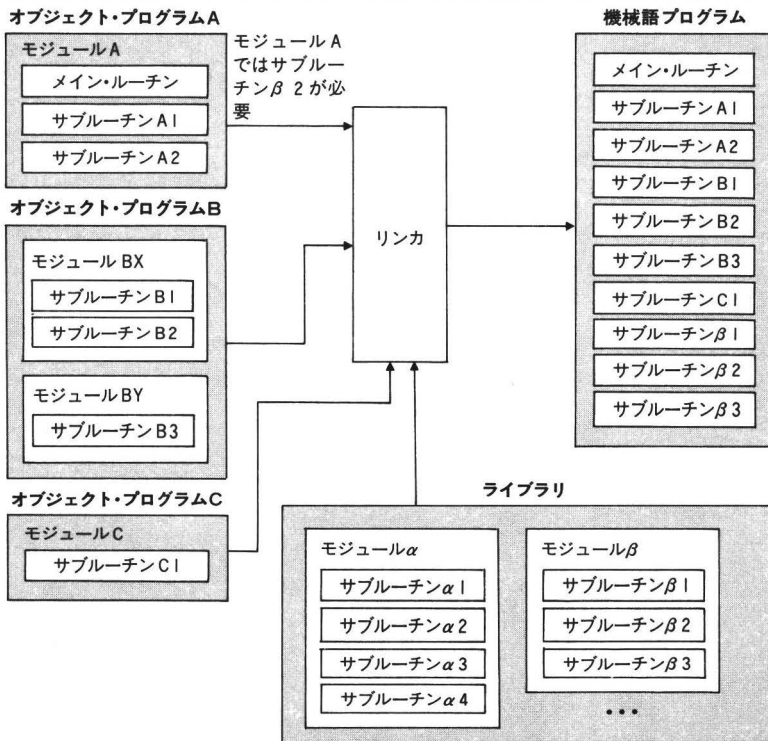 オブジェクト・プログラムA
モジュールA
メイン・ルーチン
サブルーチンA1
サブルーチンA2
モジュールA
ではサブルー
チンβ2が必
要
オブジェクト・プログラムB
モジュールBX
サブルーチンB1
サブルーチンB2
モジュールBY
サブルーチンB3
オブジェクト・プログラムC
モジュールC
サブルーチンC1
リンカ
機械語プログラム
メイン・ルーチン
サブルーチンA1
サブルーチンA2
サブルーチンB1
サブルーチンB2
サブルーチンB3
サブルーチンC1
サブルーチンβ1
サブルーチンβ2
サブルーチンβ3
ライブラリ
モジュールα
サブルーチンα1
サブルーチンα2
サブルーチンα3
サブルーチンα4
モジュールβ
サブルーチンβ1
サブルーチンβ2
サブルーチンβ3
•••